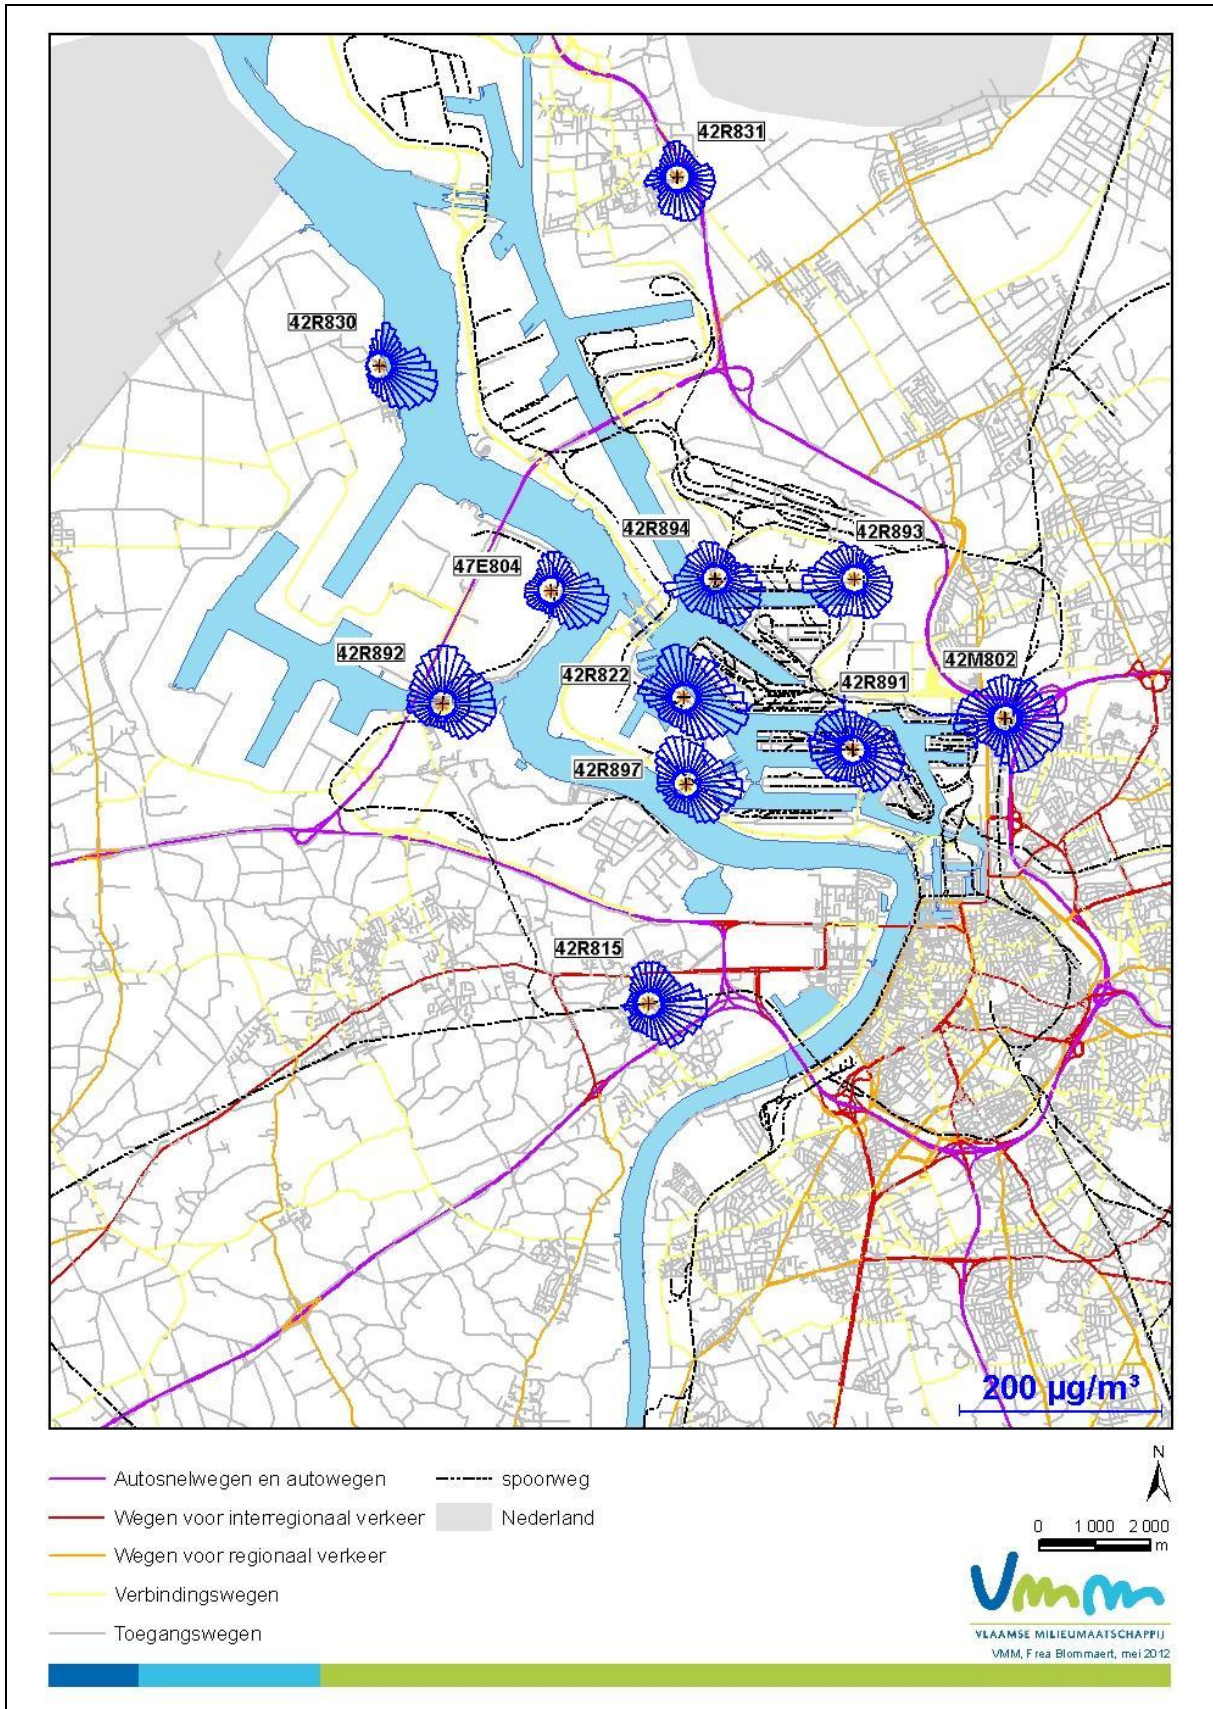 42R831
42R830
42R894
42R893
47E804
42R892
42R822
42R891
42M802
42R897
42R815
200 µg/m³
Autosnelwegen en autowegen
spoorweg
Wegen voor interregionaal verkeer
Nederland
Wegen voor regionaal verkeer
Verbindingswegen
Toegangswegen
N
0 1 000 2 000
m
vmm
VLAAMSE MILIEUMAATSCHAPPIJ
VMM, Frea Blommaert, mei 2012